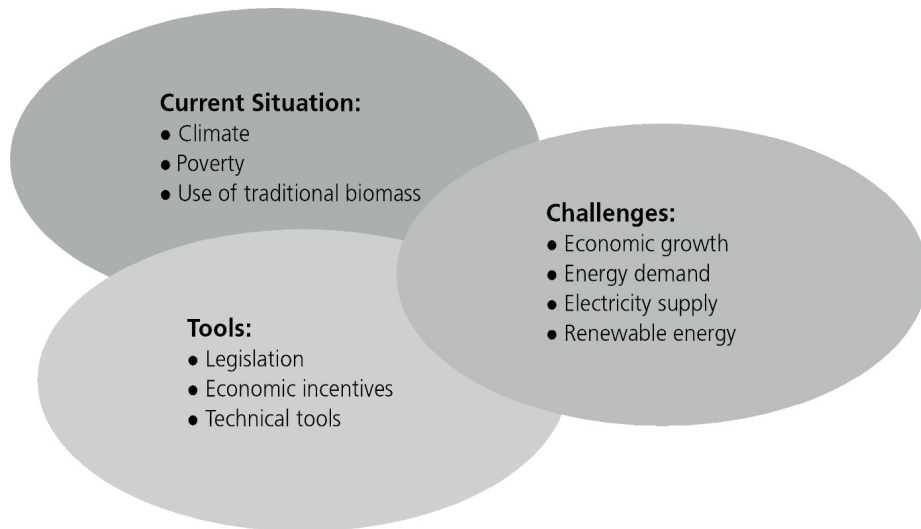 Current Situation:
● Climate
● Poverty
● Use of traditional biomass
Challenges:
● Economic growth
● Energy demand
● Electricity supply
● Renewable energy
Tools:
● Legislation
● Economic incentives
● Technical tools